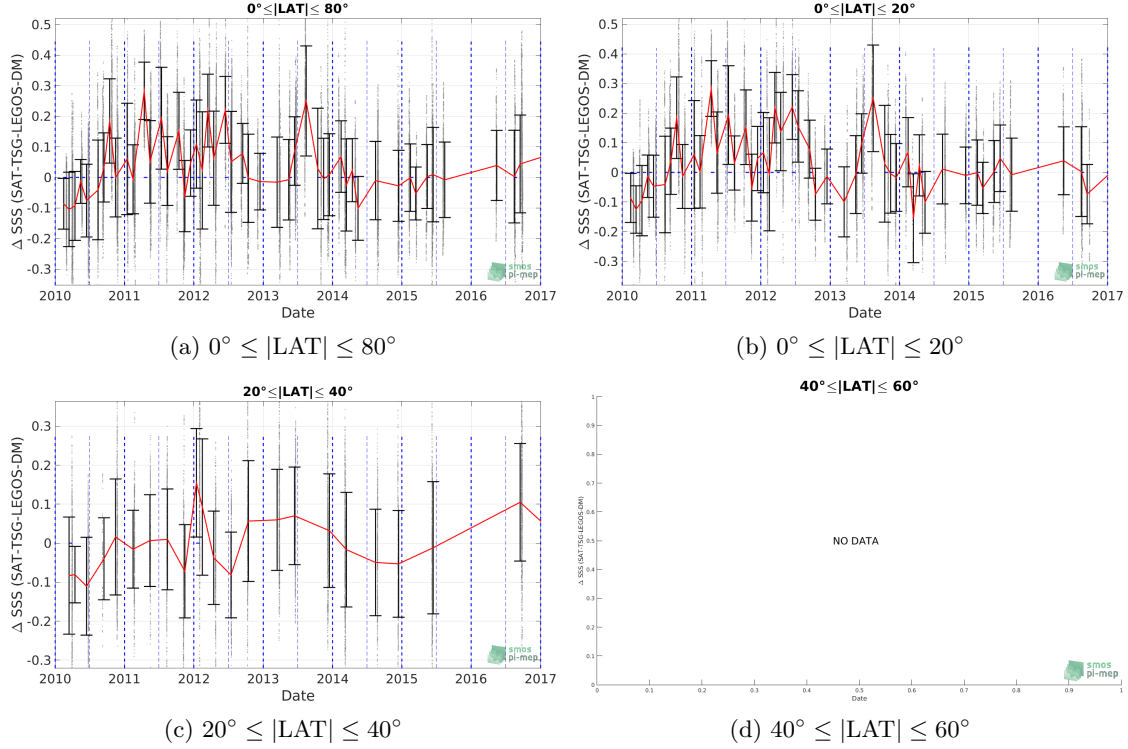 0°≤|LAT|≤ 80°
Δ SSS (SAT-TSG-LEGOS-DM)
0.5
0.4
0.3
0.2
0.1
0
-0.1
-0.2
-0.3
2010 2011 2012 2013 2014 2015 2016 2017
Date
smos
pi-mep
(a) 0° ≤ |LAT| ≤ 80°
0°≤|LAT|≤ 20°
Δ SSS (SAT-TSG-LEGOS-DM)
0.5
0.4
0.3
0.2
0.1
0
-0.1
-0.2
-0.3
2010 2011 2012 2013 2014 2015 2016 2017
Date
smos
pi-mep
(b) 0° ≤ |LAT| ≤ 20°
20°≤|LAT|≤ 40°
Δ SSS (SAT-TSG-LEGOS-DM)
0.3
0.2
0.1
0
-0.1
-0.2
-0.3
2010 2011 2012 2013 2014 2015 2016 2017
Date
smos
pi-mep
(c) 20° ≤ |LAT| ≤ 40°
40°≤|LAT|≤ 60°
Δ SSS (SAT-TSG-LEGOS-DM)
1
0.9
0.8
0.7
0.6
0.5
0.4
0.3
0.2
0.1
0
NO DATA
0 0.1 0.2 0.3 0.4 0.5 0.6 0.7 0.8 0.9 1
Date
smos
pi-mep
(d) 40° ≤ |LAT| ≤ 60°